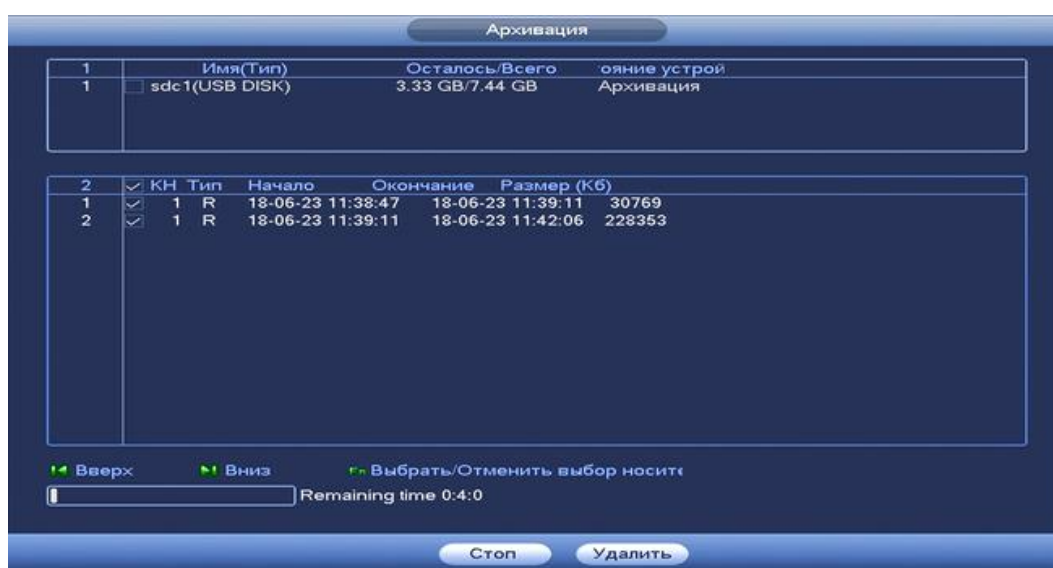 Архивация
1 Имя(Тип) Осталось/Всего ояние устрой
1 sdc1(USB DISK) 3.33 GB/7.44 GB Архивация
2 КН Тип Начало Окончание Размер (Кб)
1 1 R 18-06-23 11:38:47 18-06-23 11:39:11 30769
2 1 R 18-06-23 11:39:11 18-06-23 11:42:06 228353
Вверх Вниз Fn Выбрать/Отменить выбор носите
Remaining time 0:4:0
Стоп Удалить